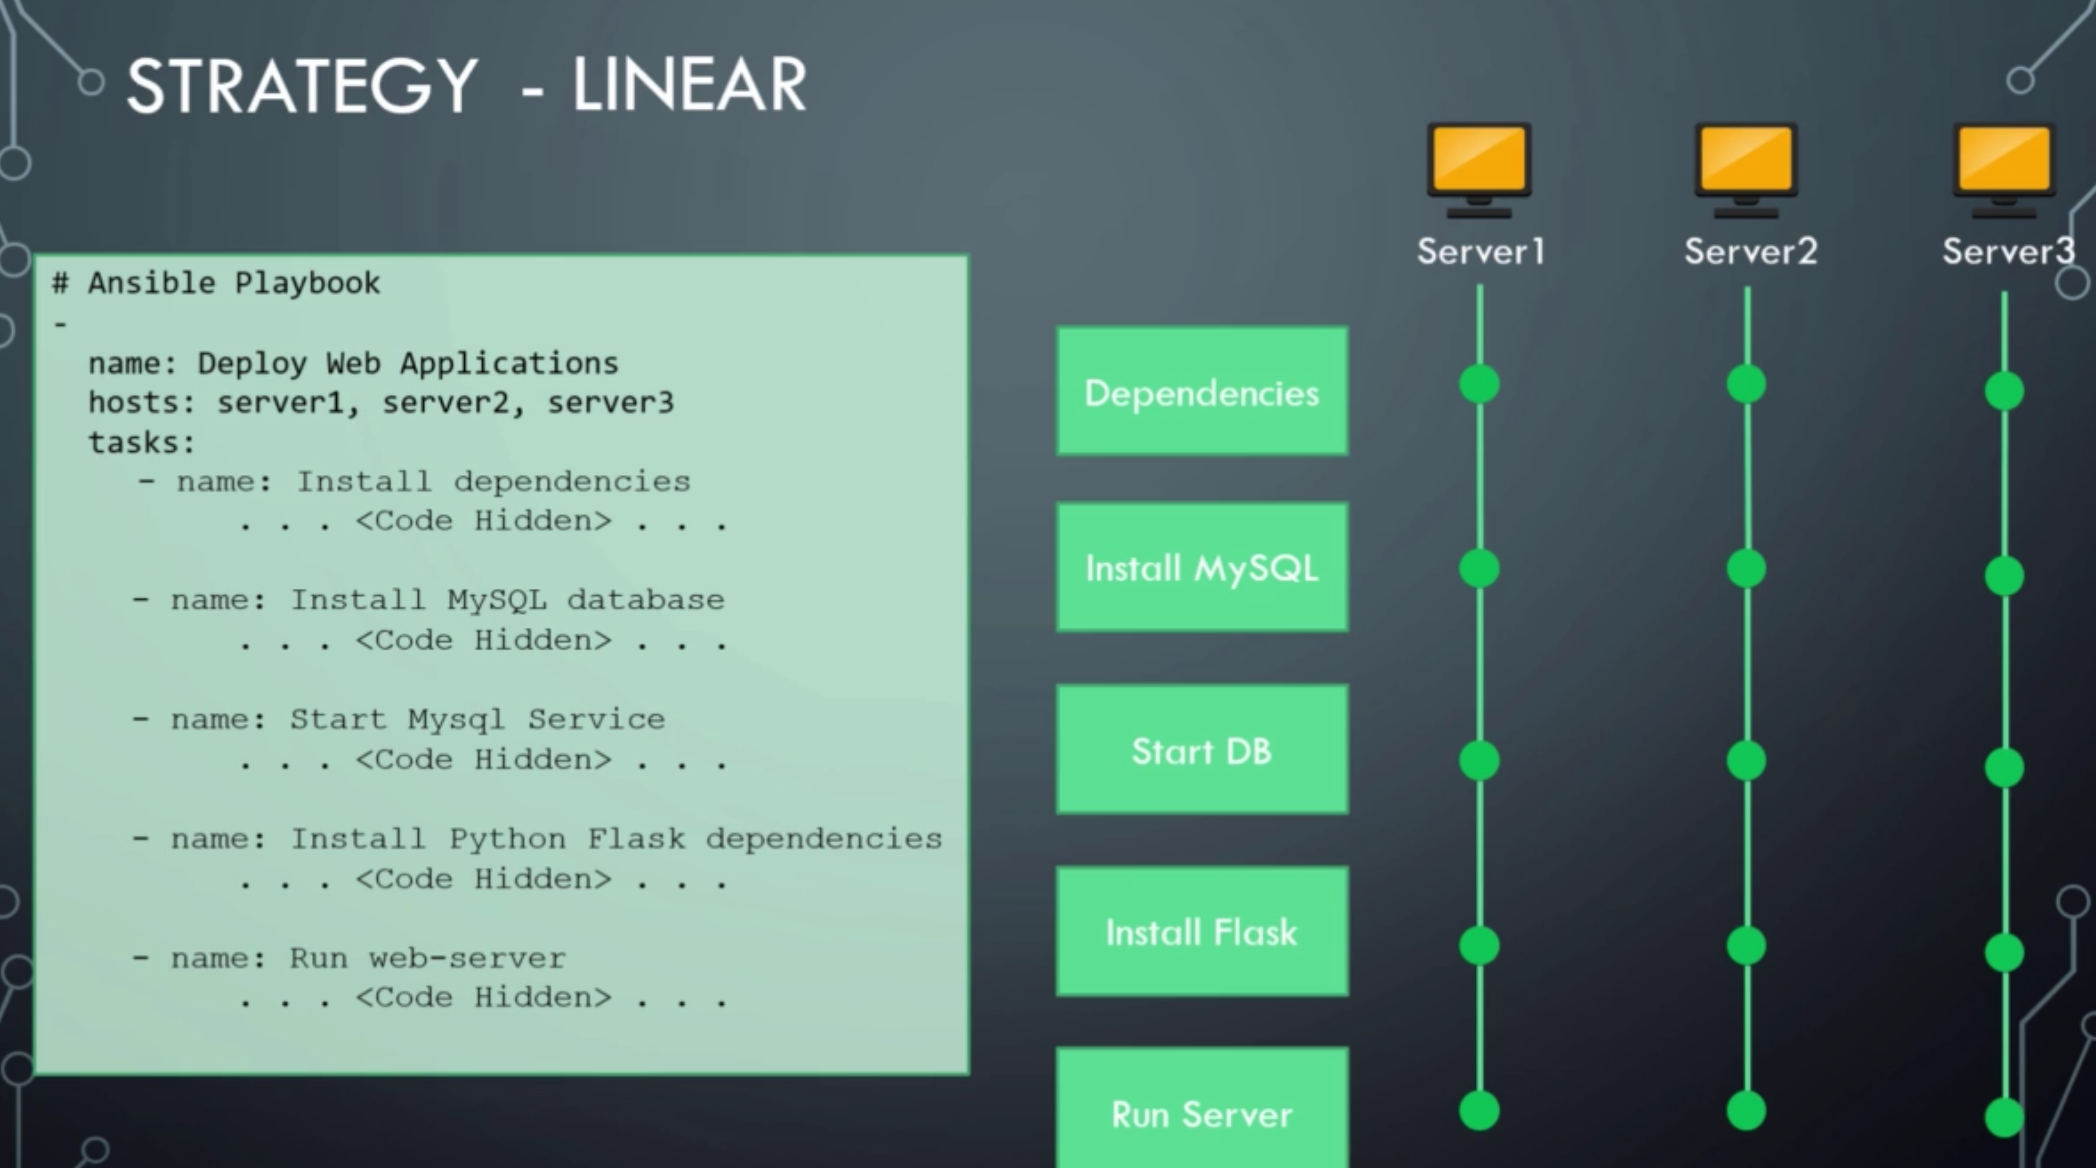 STRATEGY - LINEAR
# Ansible Playbook
-
name: Deploy Web Applications
hosts: server1, server2, server3
tasks:
- name: Install dependencies
. . . <Code Hidden> . . .
- name: Install MySQL database
. . . <Code Hidden> . . .
- name: Start Mysql Service
. . . <Code Hidden> . . .
- name: Install Python Flask dependencies
. . . <Code Hidden> . . .
- name: Run web-server
. . . <Code Hidden> . . .
Server1
Server2
Server3
Dependencies
Install MySQL
Start DB
Install Flask
Run Server